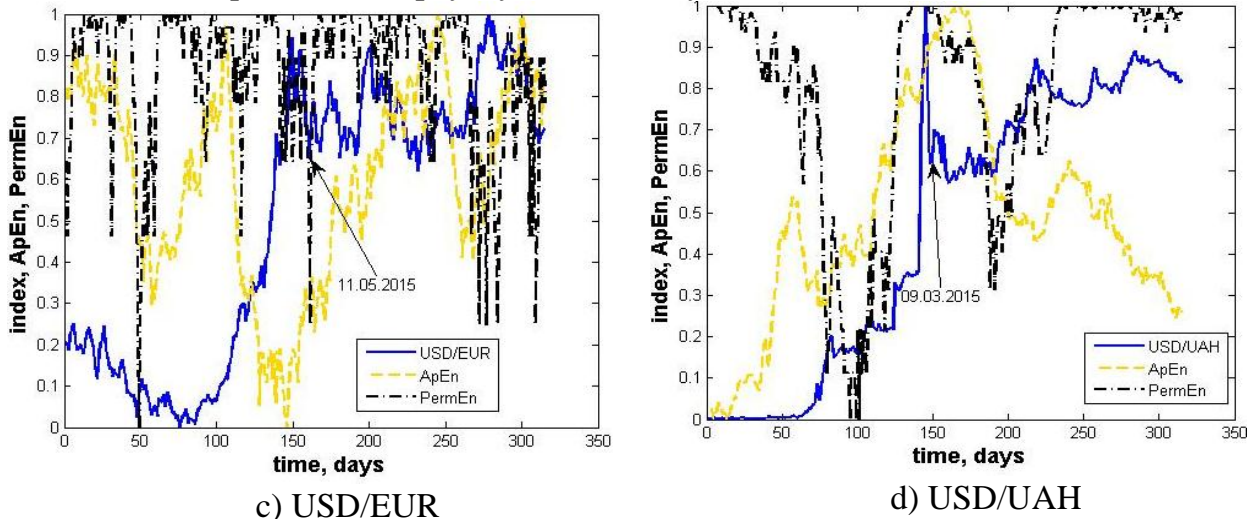 1
0.9
0.8
0.7
0.6
0.5
0.4
0.3
0.2
0.1
0
index, ApEn, PermEn
11.05.2015
USD/EUR
ApEn
PermEn
0 50 100 150 200 250 300 350
time, days
c) USD/EUR
1
0.9
0.8
0.7
0.6
0.5
0.4
0.3
0.2
0.1
0
index, ApEn, PermEn
09.03.2015
USD/UAH
ApEn
PermEn
0 50 100 150 200 250 300 350
time, days
d) USD/UAH